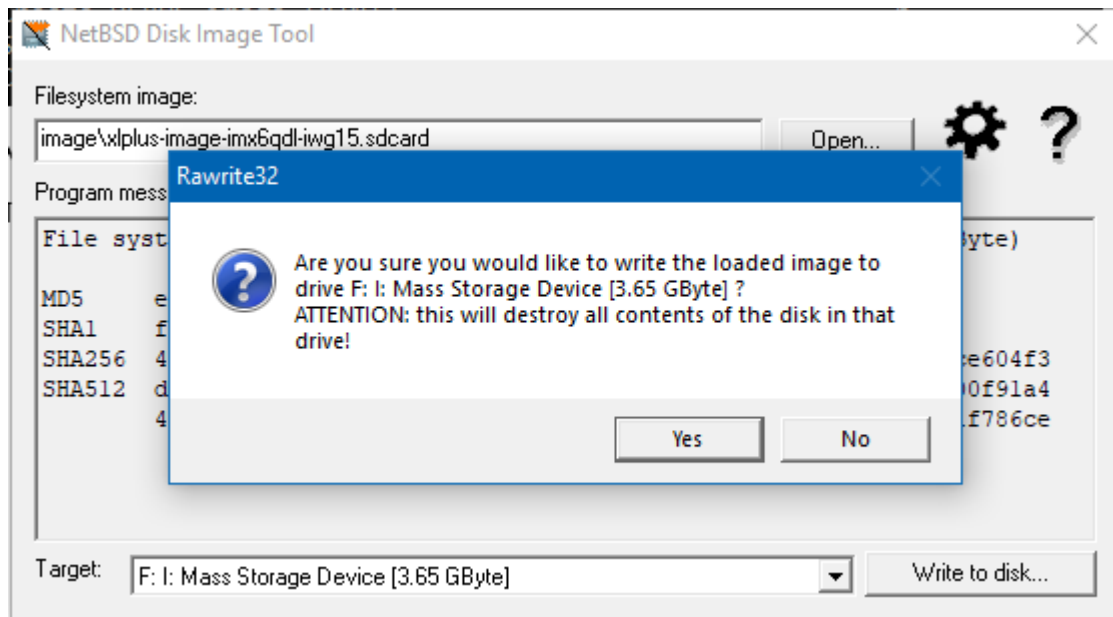 NetBSD Disk Image Tool
Filesystem image:
image\xlplus-image-imx6qdl-iwg15.sdcard
Open...
Program mess
Rawrite32
File syst
yte)
Are you sure you would like to write the loaded image to
drive F: I: Mass Storage Device [3.65 GByte] ?
ATTENTION: this will destroy all contents of the disk in that
drive!
MD5 e
SHA1 f
SHA256 4
e604f3
SHA512 d
0f91a4
4
f786ce
Yes
No
Target:
F: I: Mass Storage Device [3.65 GByte]
Write to disk...